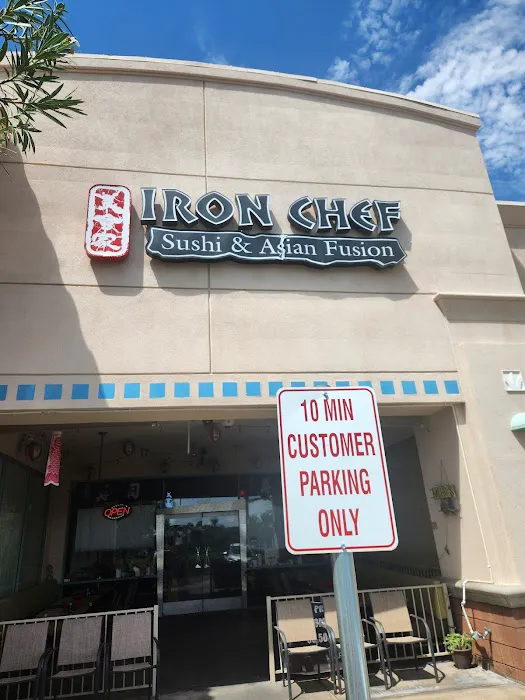 IRON CHEF
Sushi & Asian Fusion
10 MIN
CUSTOMER
PARKING
ONLY
OPEN